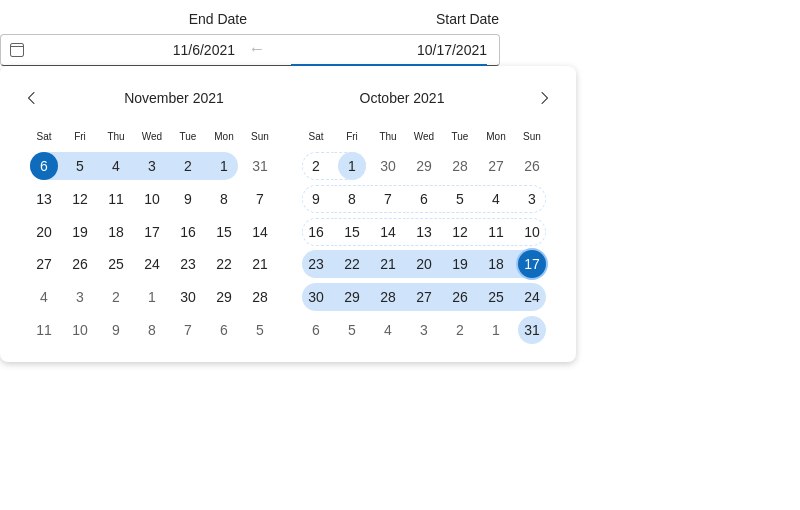 End Date Start Date
11/6/2021 ← 10/17/2021
November 2021 October 2021
Sat Fri Thu Wed Tue Mon Sun Sat Fri Thu Wed Tue Mon Sun
6 5 4 3 2 1 31 2 1 30 29 28 27 26
13 12 11 10 9 8 7 9 8 7 6 5 4 3
20 19 18 17 16 15 14 16 15 14 13 12 11 10
27 26 25 24 23 22 21 23 22 21 20 19 18 17
4 3 2 1 30 29 28 30 29 28 27 26 25 24
11 10 9 8 7 6 5 6 5 4 3 2 1 31